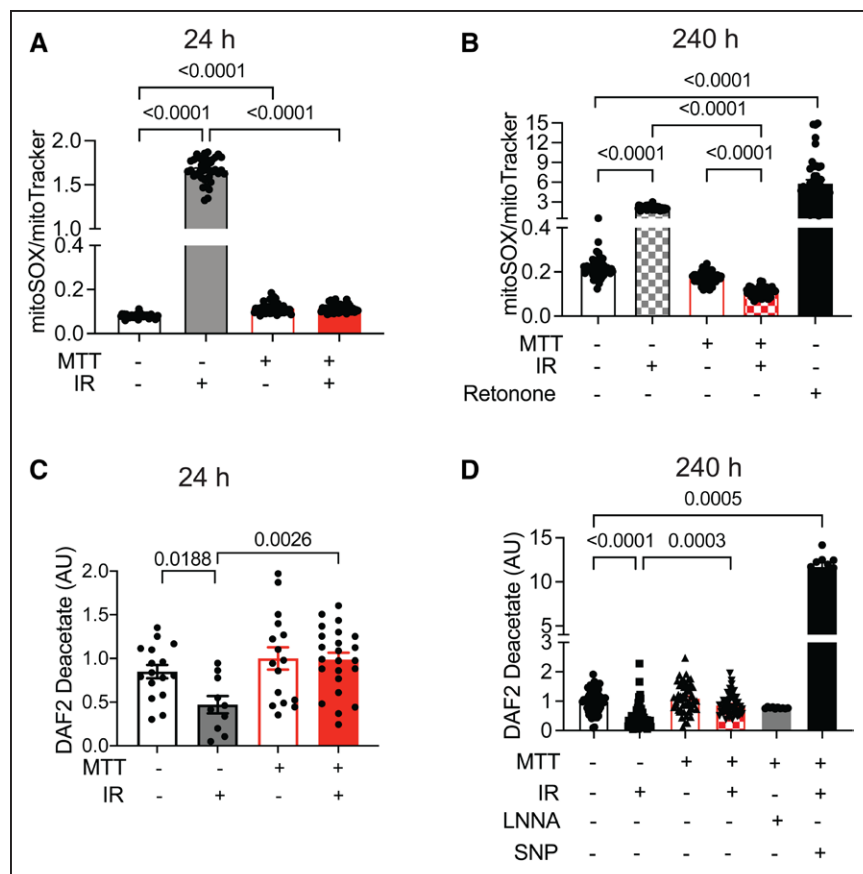 A
24 h
<0.0001
<0.0001 <0.0001
mitoSOX/mitoTracker
2.0
1.5
1.0
0.4
0.2
0.0
MTT - - + +
IR - + - +
B
240 h
<0.0001
<0.0001
<0.0001 <0.0001
mitoSOX/mitoTracker
15
12
9
6
3
0.4
0.2
0.0
MTT - - + + -
IR - + - + -
Retonone - - - - +
C
24 h
0.0026
0.0188
DAF2 Deacetate (AU)
2.0
1.5
1.0
0.5
0.0
MTT - - + +
IR - + - +
D
240 h
0.0005
<0.0001 0.0003
DAF2 Deacetate (AU)
15
10
5
2
1
0
MTT - - + + + +
IR - + - + - +
LNNA - - - - + -
SNP - - - - - +